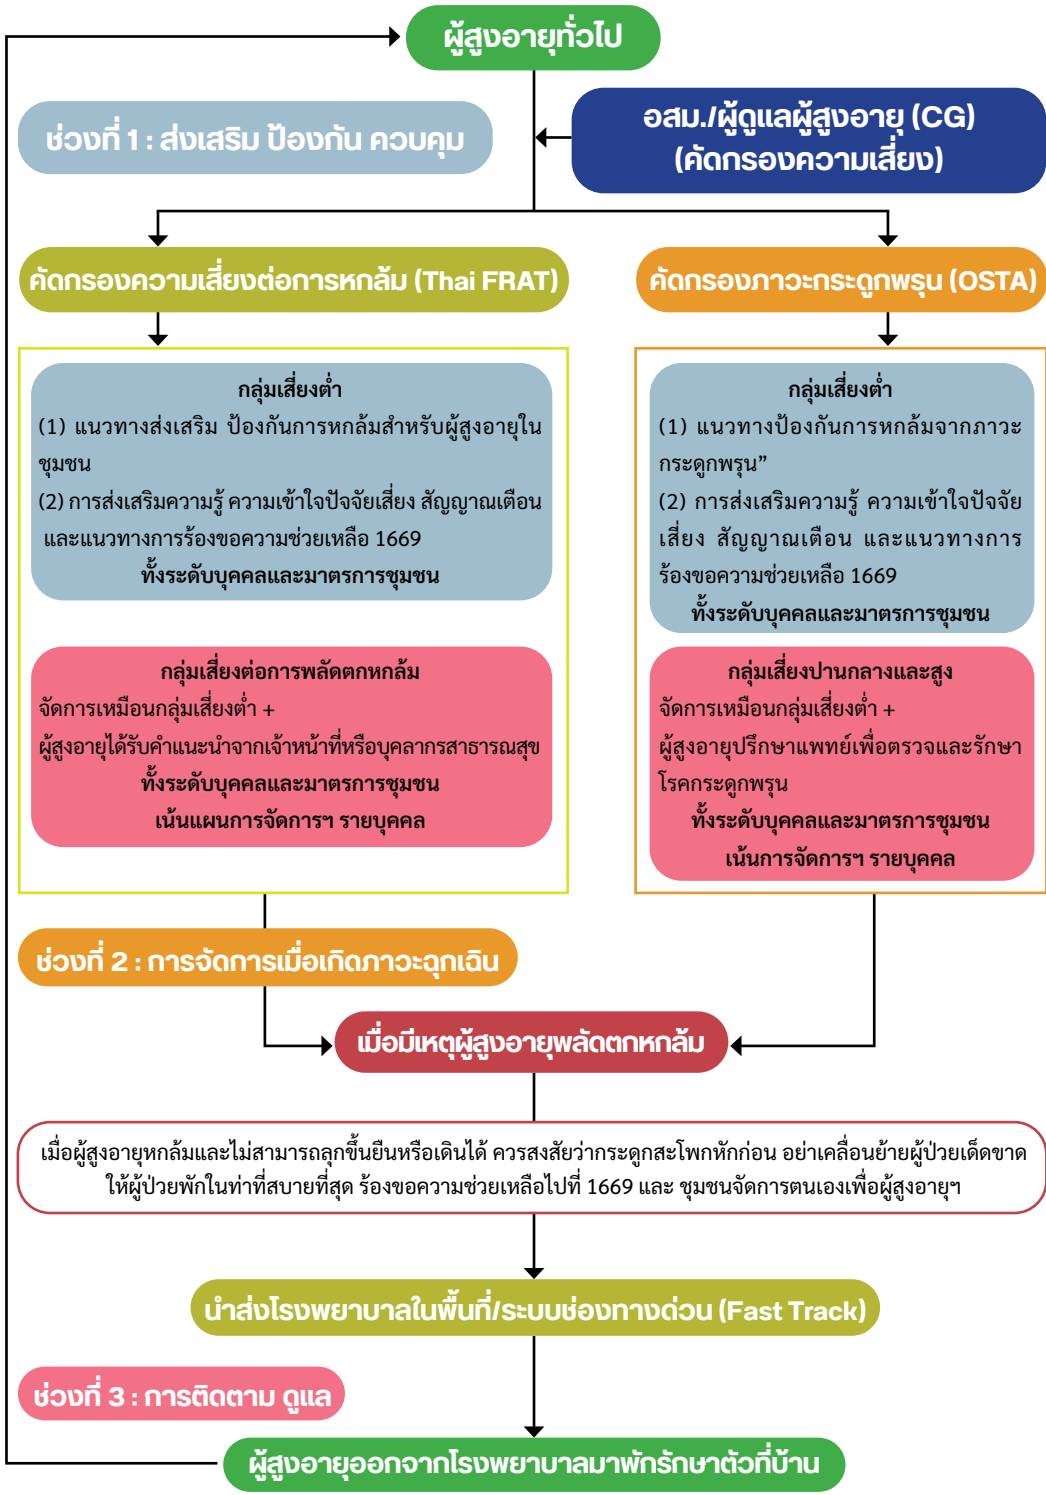 ผู้สูงอายุทั่วไป
ช่วงที่ 1 : ส่งเสริม ป้องกัน ควบคุม
อสม./ผู้ดูแลผู้สูงอายุ (CG)
(คัดกรองความเสี่ยง)
คัดกรองความเสี่ยงต่อการหกล้ม (Thai FRAT)
คัดกรองภาวะกระดูกพรุน (OSTA)
กลุ่มเสี่ยงต่ำ
(1) แนวทางส่งเสริม ป้องกันการหกล้มสำหรับผู้สูงอายุใน
ชุมชน
(2) การส่งเสริมความรู้ ความเข้าใจปัจจัยเสี่ยง สัญญาณเตือน
และแนวทางการร้องขอความช่วยเหลือ 1669
ทั้งระดับบุคคลและมาตรการชุมชน
กลุ่มเสี่ยงต่อการพลัดตกหกล้ม
จัดการเหมือนกลุ่มเสี่ยงต่ำ +
ผู้สูงอายุได้รับคำแนะนำจากเจ้าหน้าที่หรือบุคลากรสาธารณสุข
ทั้งระดับบุคคลและมาตรการชุมชน
เน้นแผนการจัดการฯ รายบุคคล
กลุ่มเสี่ยงต่ำ
(1) แนวทางป้องกันการหกล้มจากภาวะ
กระดูกพรุน”
(2) การส่งเสริมความรู้ ความเข้าใจปัจจัย
เสี่ยง สัญญาณเตือน และแนวทางการ
ร้องขอความช่วยเหลือ 1669
ทั้งระดับบุคคลและมาตรการชุมชน
กลุ่มเสี่ยงปานกลางและสูง
จัดการเหมือนกลุ่มเสี่ยงต่ำ +
ผู้สูงอายุปรึกษาแพทย์เพื่อตรวจและรักษา
โรคกระดูกพรุน
ทั้งระดับบุคคลและมาตรการชุมชน
เน้นการจัดการฯ รายบุคคล
ช่วงที่ 2 : การจัดการเมื่อเกิดภาวะฉุกเฉิน
เมื่อมีเหตุผู้สูงอายุพลัดตกหกล้ม
เมื่อผู้สูงอายุหกล้มและไม่สามารถลุกขึ้นยืนหรือเดินได้ ควรสงสัยว่ากระดูกสะโพกหักก่อน อย่าเคลื่อนย้ายผู้ป่วยเด็ดขาด
ให้ผู้ป่วยพักในท่าที่สบายที่สุด ร้องขอความช่วยเหลือไปที่ 1669 และ ชุมชนจัดการตนเองเพื่อผู้สูงอายุฯ
นำส่งโรงพยาบาลในพื้นที่/ระบบช่องทางด่วน (Fast Track)
ช่วงที่ 3 : การติดตาม ดูแล
ผู้สูงอายุออกจากโรงพยาบาลมาพักรักษาตัวที่บ้าน